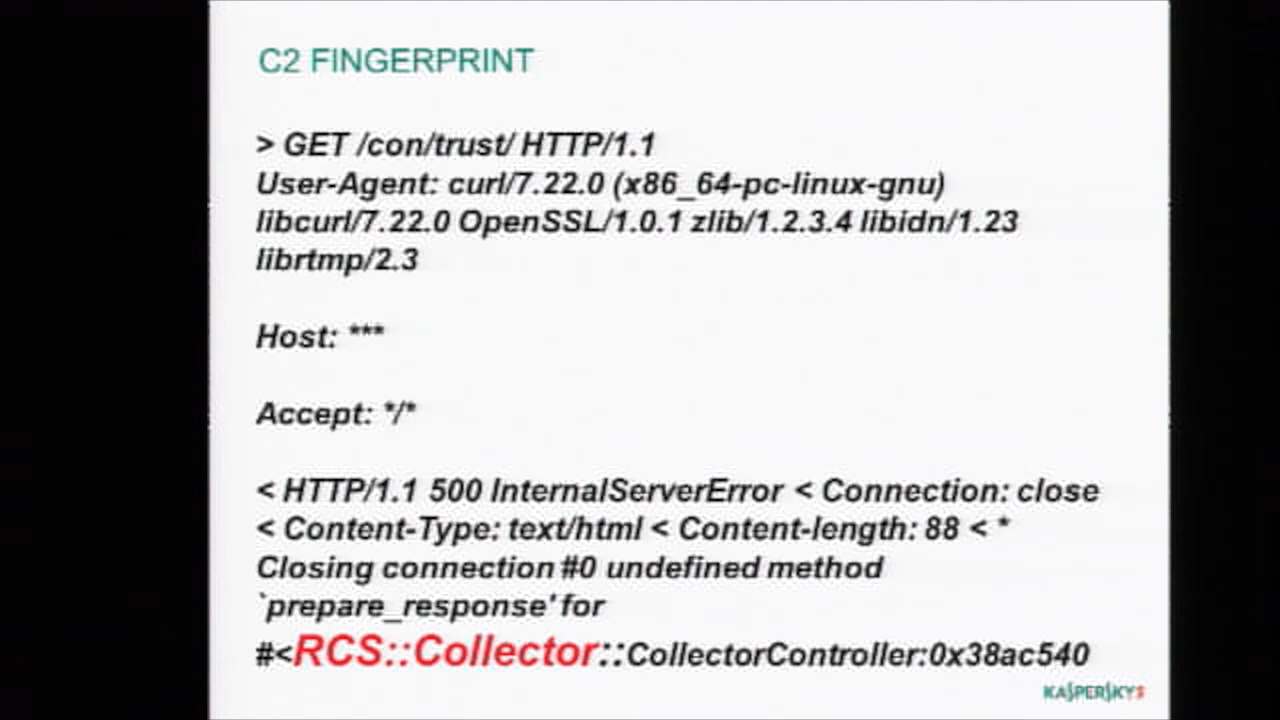 C2 FINGERPRINT
> GET /con/trust/ HTTP/1.1
User-Agent: curl/7.22.0 (x86_64-pc-linux-gnu)
libcurl/7.22.0 OpenSSL/1.0.1 zlib/1.2.3.4 libidn/1.23
librtmp/2.3
Host: ***
Accept: */*
< HTTP/1.1 500 InternalServerError < Connection: close
< Content-Type: text/html < Content-length: 88 < *
Closing connection #0 undefined method
`prepare_response' for
#<RCS::Collector::CollectorController:0x38ac540
KASPERSKY